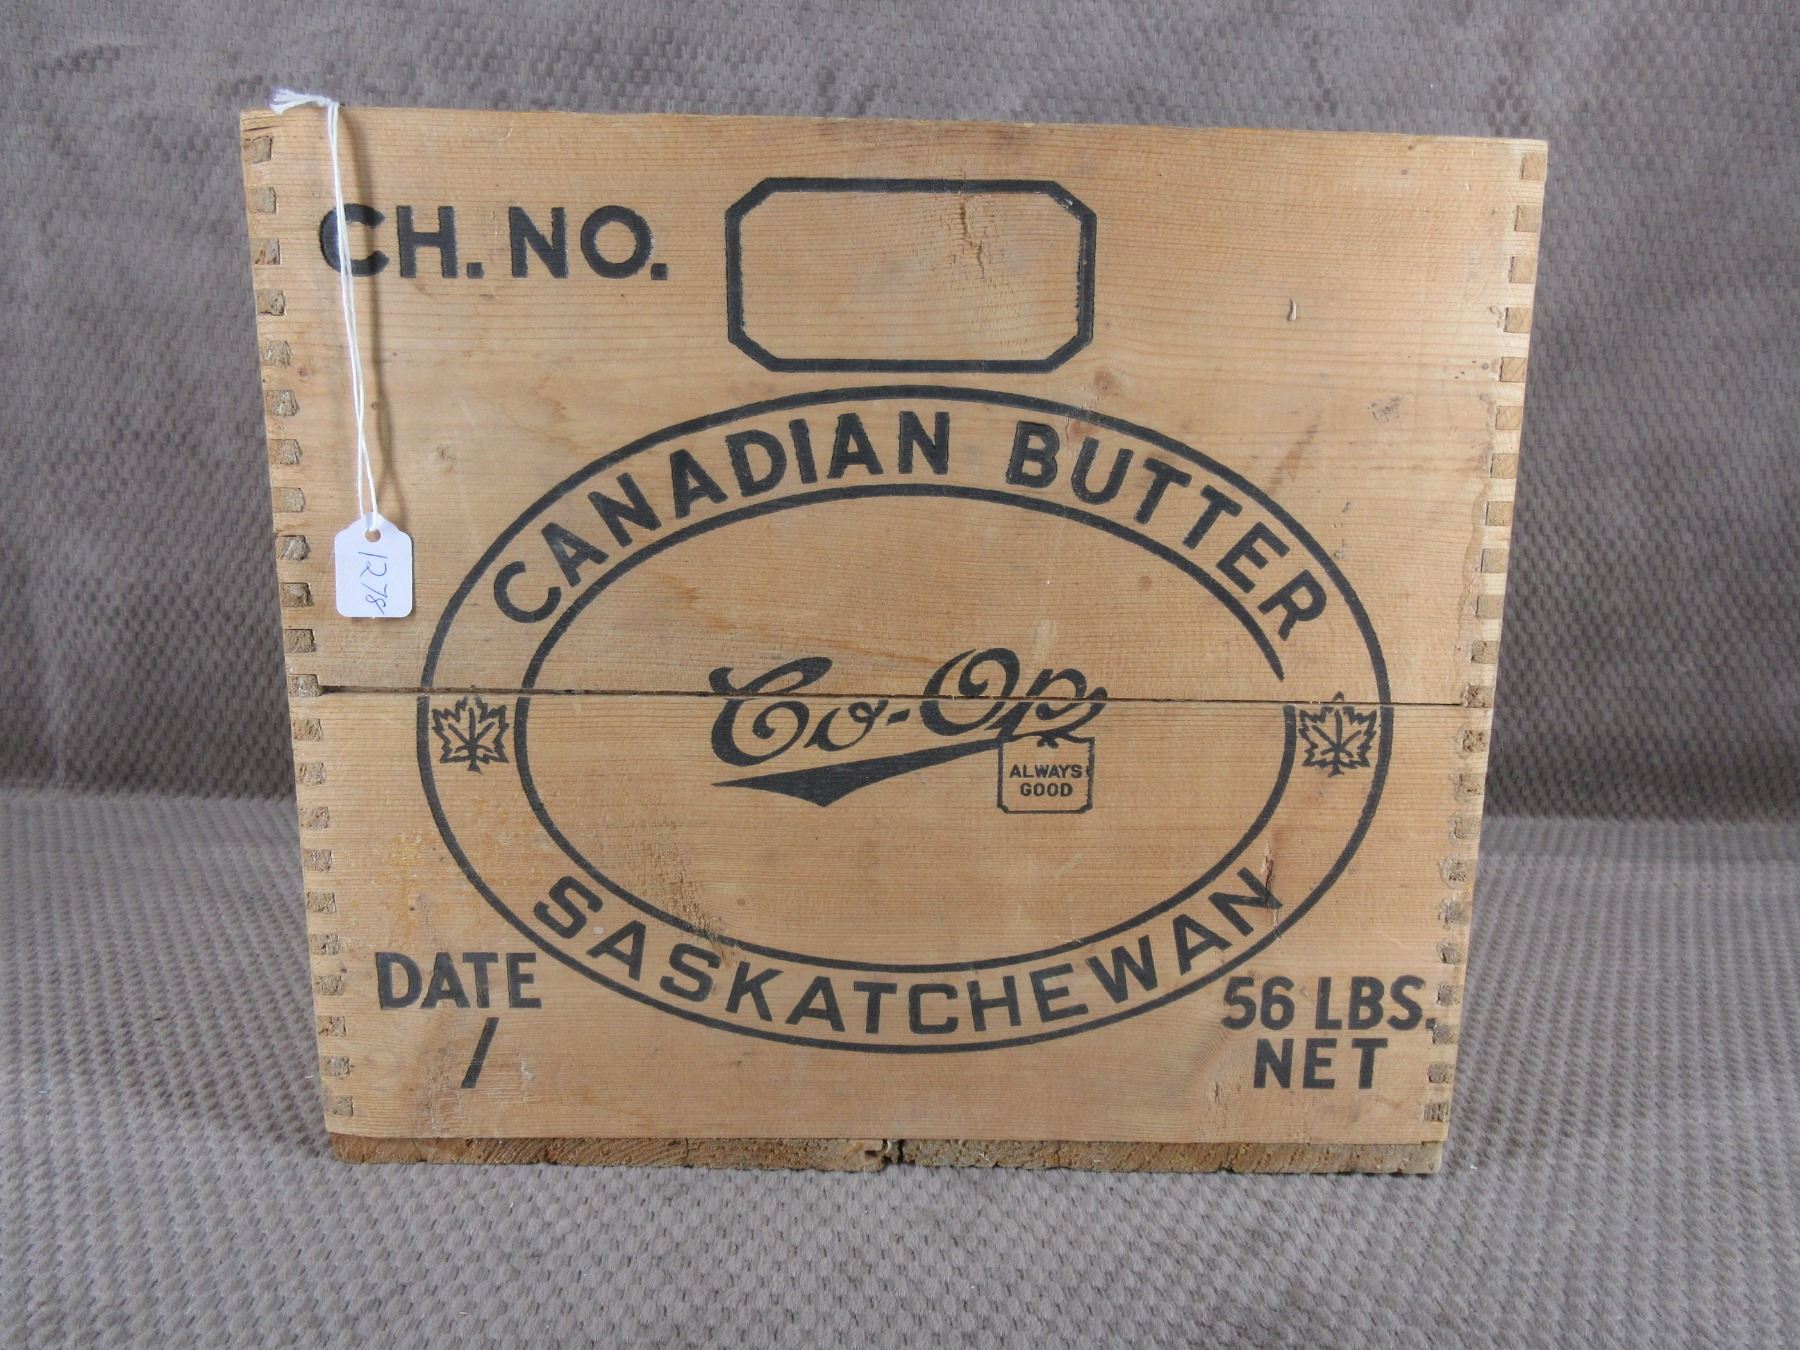 CH. NO.
CANADIAN BUTTER
Co-Op
ALWAYS
GOOD
SASKATCHEWAN
DATE
/
56 LBS.
NET
1278